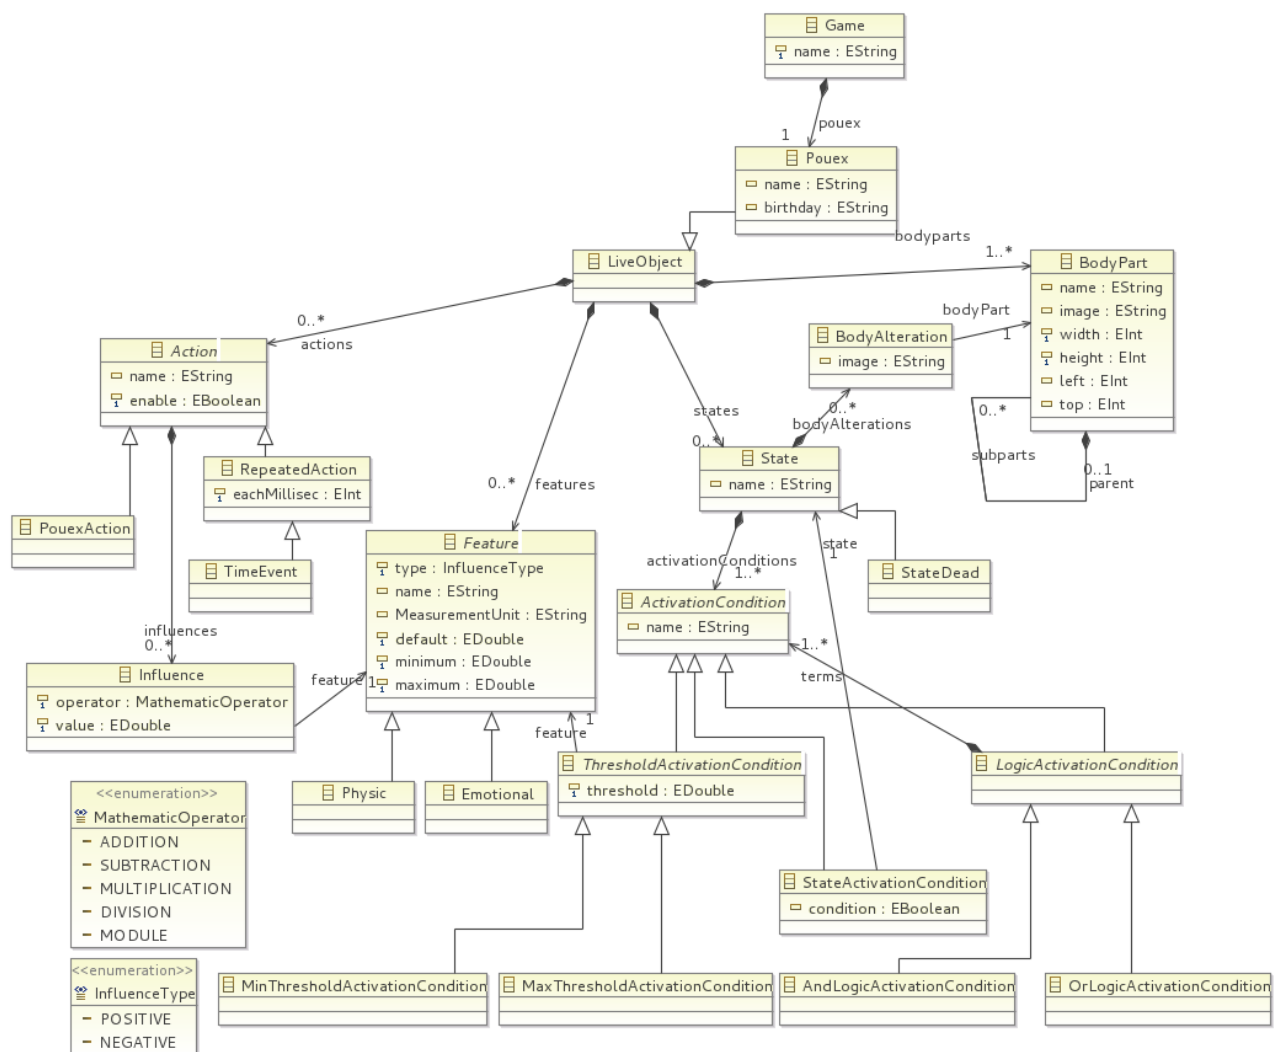 Game
name : EString
pouex
1
Pouex
name : EString
birthday : EString
bodyparts
1..*
LiveObject
BodyPart
name : EString
image : EString
width : EInt
height : EInt
left : EInt
top : EInt
bodyPart
1
BodyAlteration
image : EString
0..*
actions
Action
name : EString
enable : EBoolean
states
0..*
0..*
bodyAlterations
0..*
subparts
0..1
parent
State
name : EString
RepeatedAction
eachMillisec : EInt
0..*
features
PouexAction
TimeEvent
Feature
type : InfluenceType
name : EString
MeasurementUnit : EString
default : EDouble
minimum : EDouble
maximum : EDouble
state
1
activationConditions
1..*
StateDead
ActivationCondition
name : EString
influences
0..*
Influence
operator : MathematicOperator
value : EDouble
feature
1
1..*
terms
1
feature
ThresholdActivationCondition
threshold : EDouble
LogicActivationCondition
Physic
Emotional
<<enumeration>>
MathematicOperator
ADDITION
SUBTRACTION
MULTIPLICATION
DIVISION
MODULE
StateActivationCondition
condition : EBoolean
<<enumeration>>
InfluenceType
POSITIVE
NEGATIVE
MinThresholdActivationCondition
MaxThresholdActivationCondition
AndLogicActivationCondition
OrLogicActivationCondition